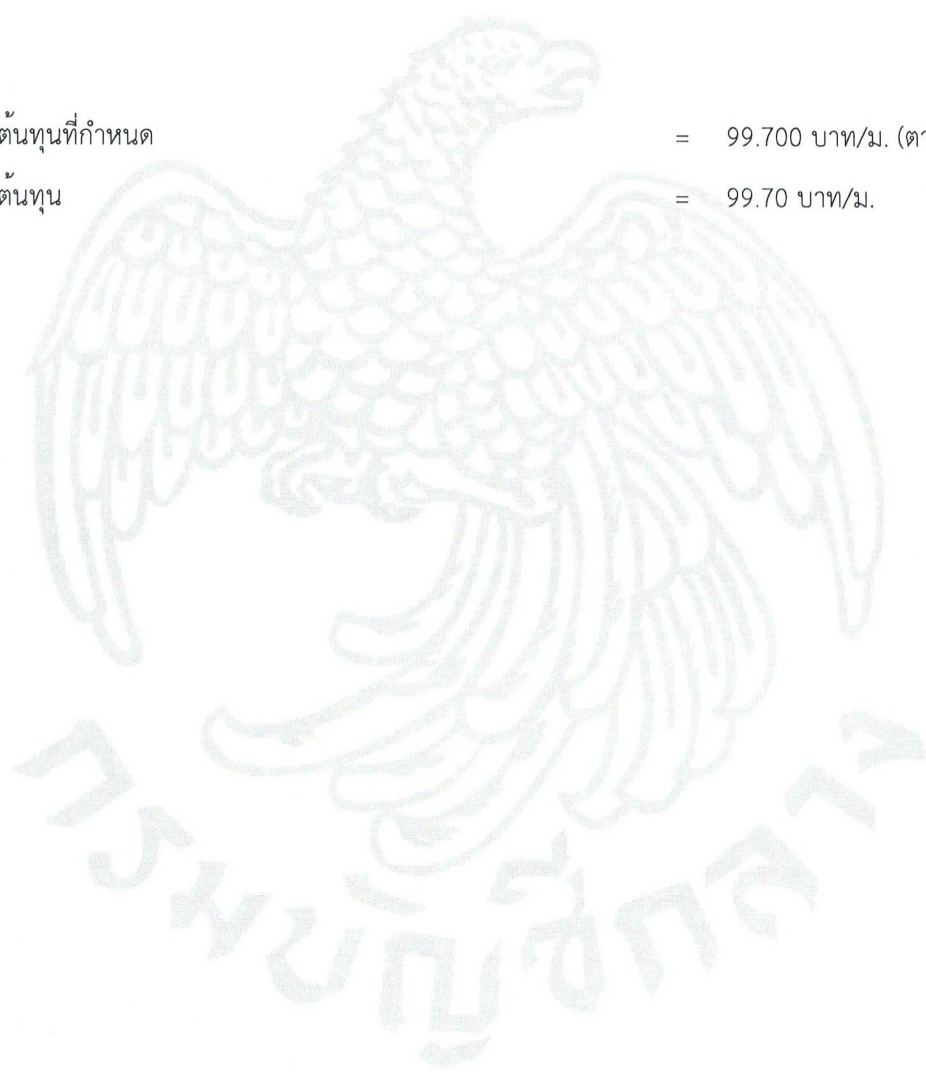 ต้นทุนที่กำหนด = 99.700 บาท/ม. (ตา
ต้นทุน = 99.70 บาท/ม.
กรมบัญชีกลาง